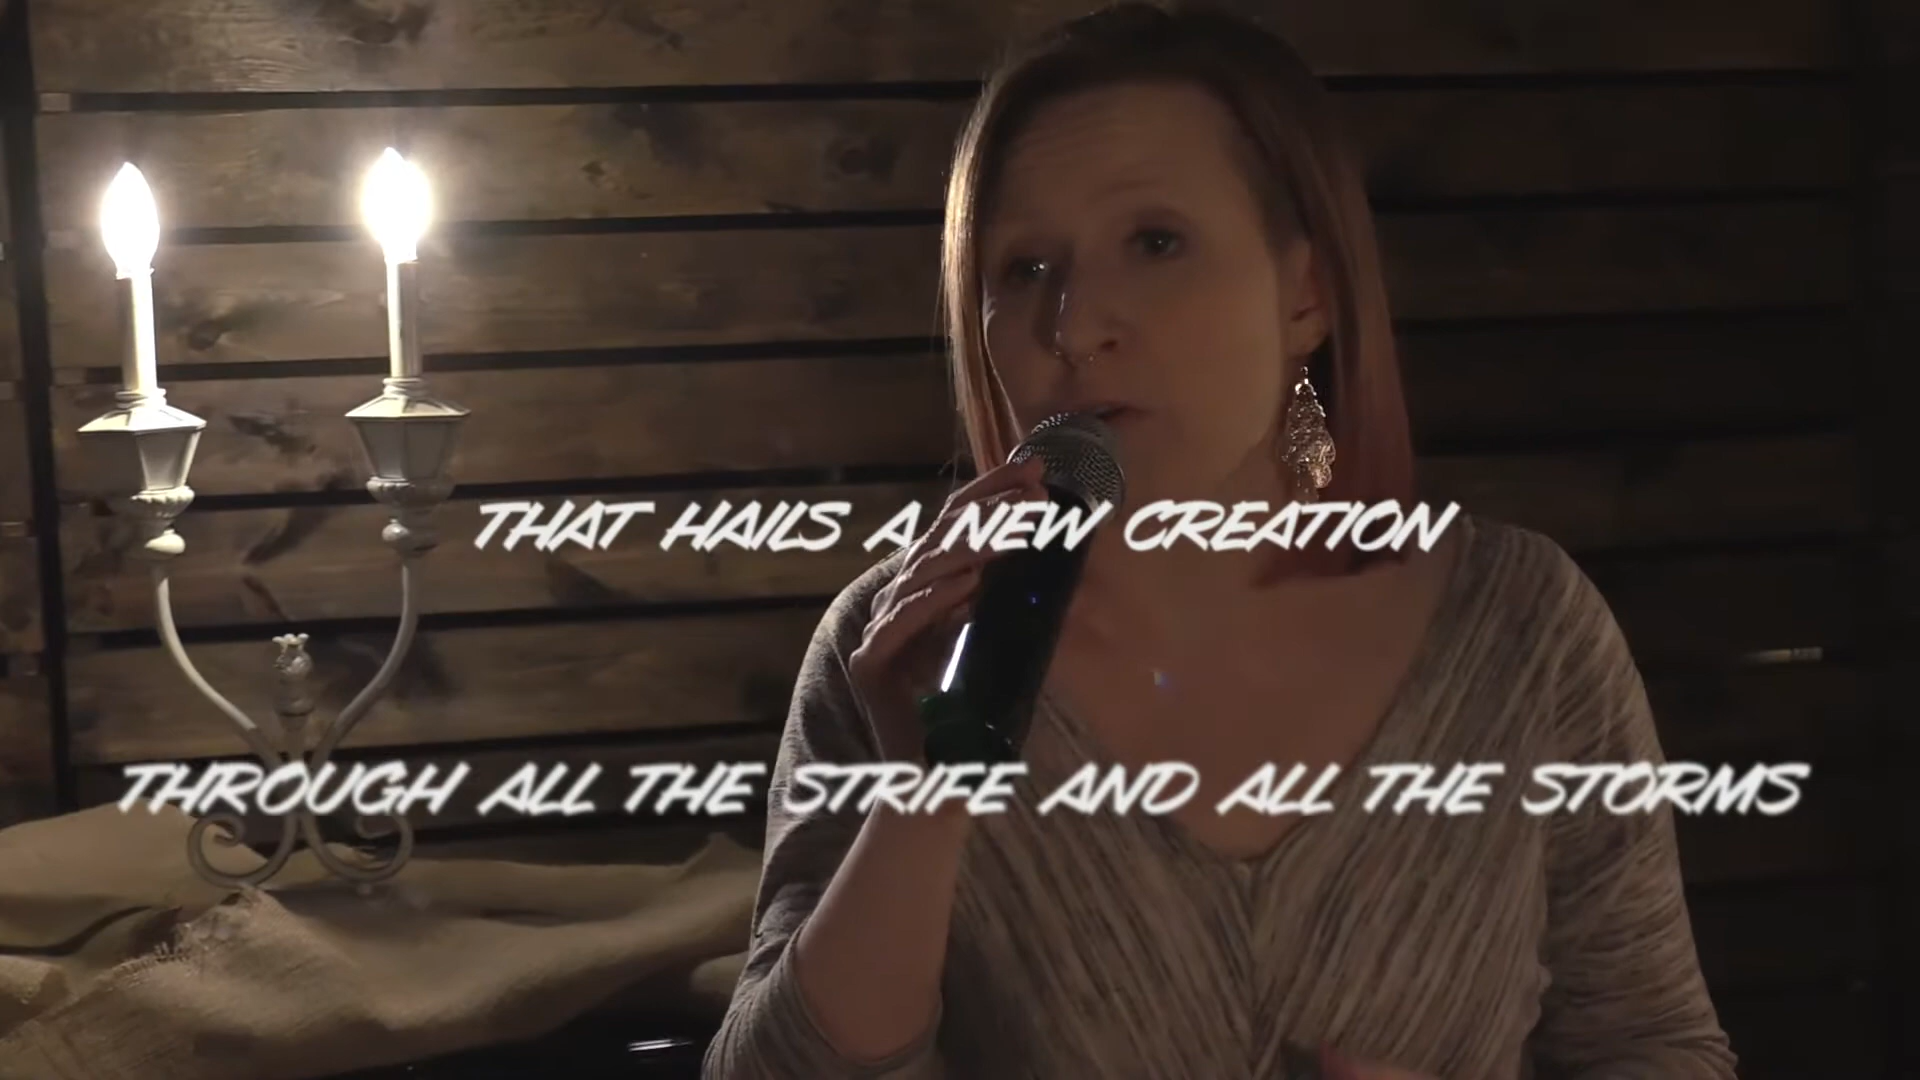 THAT HAILS A NEW CREATION
THROUGH ALL THE STRIFE AND ALL THE STORMS